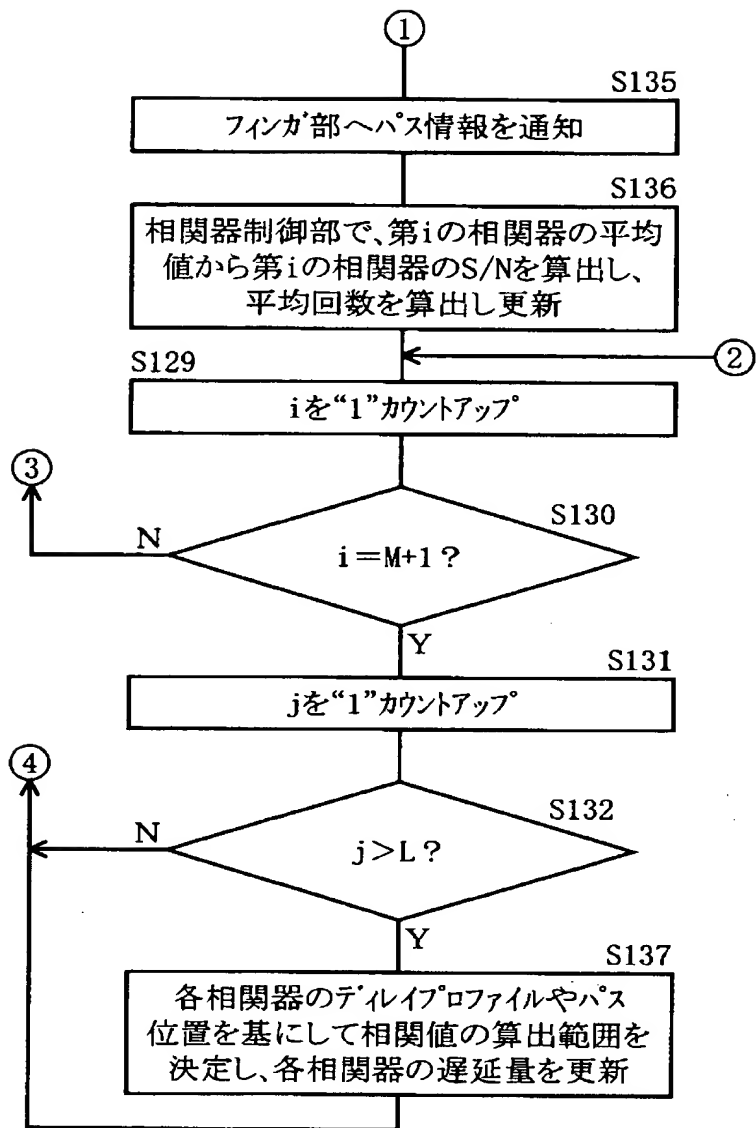 ①
S135
フィンガ部へパス情報を通知
S136
相関器制御部で、第iの相関器の平均
値から第iの相関器のS/Nを算出し、
平均回数を算出し更新
②
S129
iを“1”カウントアップ
③
S130
N
i=M+1?
Y
S131
jを“1”カウントアップ
④
S132
N
j>L?
Y
S137
各相関器のディレイプロファイルやパス
位置を基にして相関値の算出範囲を
決定し、各相関器の遅延量を更新